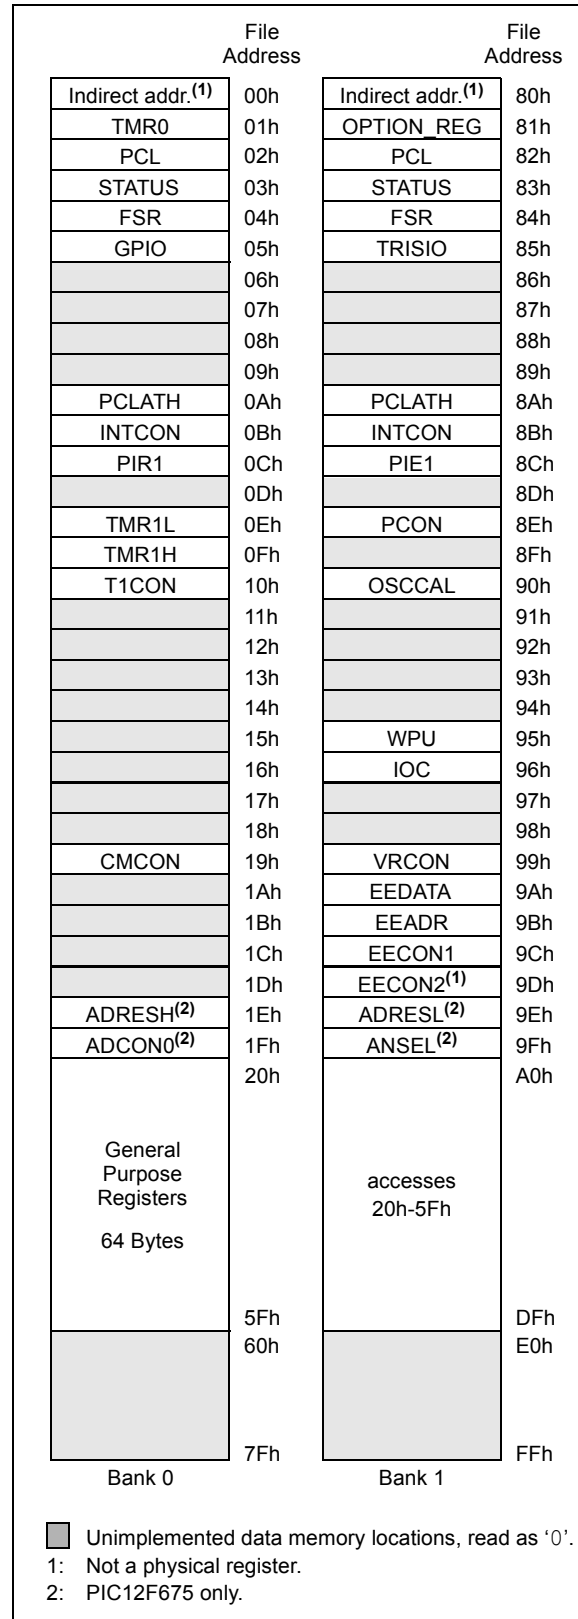 File Address File Address
Indirect addr.(1) 00h Indirect addr.(1) 80h
TMR0 01h OPTION_REG 81h
PCL 02h PCL 82h
STATUS 03h STATUS 83h
FSR 04h FSR 84h
GPIO 05h TRISIO 85h
06h 86h
07h 87h
08h 88h
09h 89h
PCLATH 0Ah PCLATH 8Ah
INTCON 0Bh INTCON 8Bh
PIR1 0Ch PIE1 8Ch
0Dh 8Dh
TMR1L 0Eh PCON 8Eh
TMR1H 0Fh 8Fh
T1CON 10h OSCCAL 90h
11h 91h
12h 92h
13h 93h
14h 94h
15h WPU 95h
16h IOC 96h
17h 97h
18h 98h
CMCON 19h VRCON 99h
1Ah EEDATA 9Ah
1Bh EEADR 9Bh
1Ch EECON1 9Ch
1Dh EECON2(1) 9Dh
ADRESH(2) 1Eh ADRESL(2) 9Eh
ADCON0(2) 1Fh ANSEL(2) 9Fh
20h A0h
General
Purpose
Registers
64 Bytes
accesses
20h-5Fh
5Fh DFh
60h E0h
7Fh FFh
Bank 0 Bank 1
Unimplemented data memory locations, read as ‘0’.
1: Not a physical register.
2: PIC12F675 only.